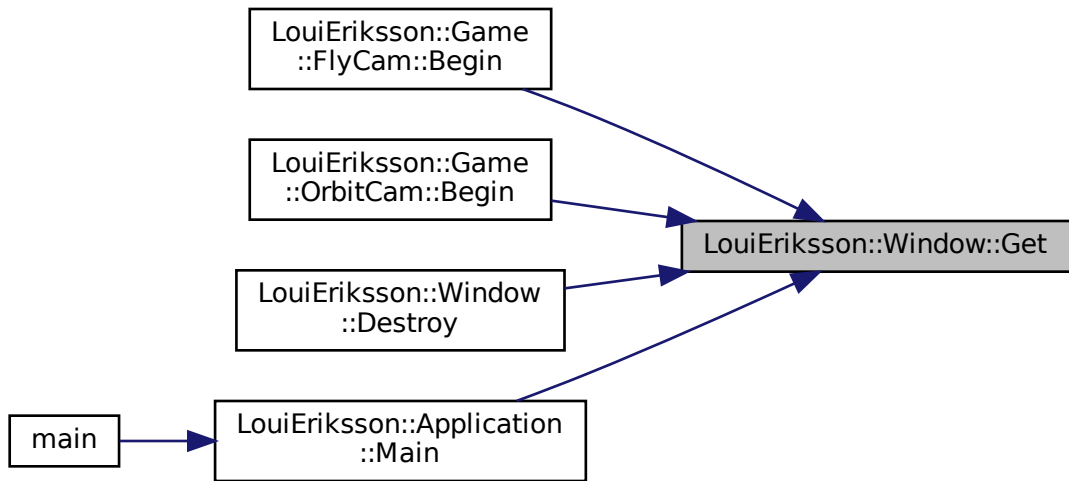 LouiEriksson::Game
::FlyCam::Begin
LouiEriksson::Game
::OrbitCam::Begin
LouiEriksson::Window::Get
LouiEriksson::Window
::Destroy
main
LouiEriksson::Application
::Main